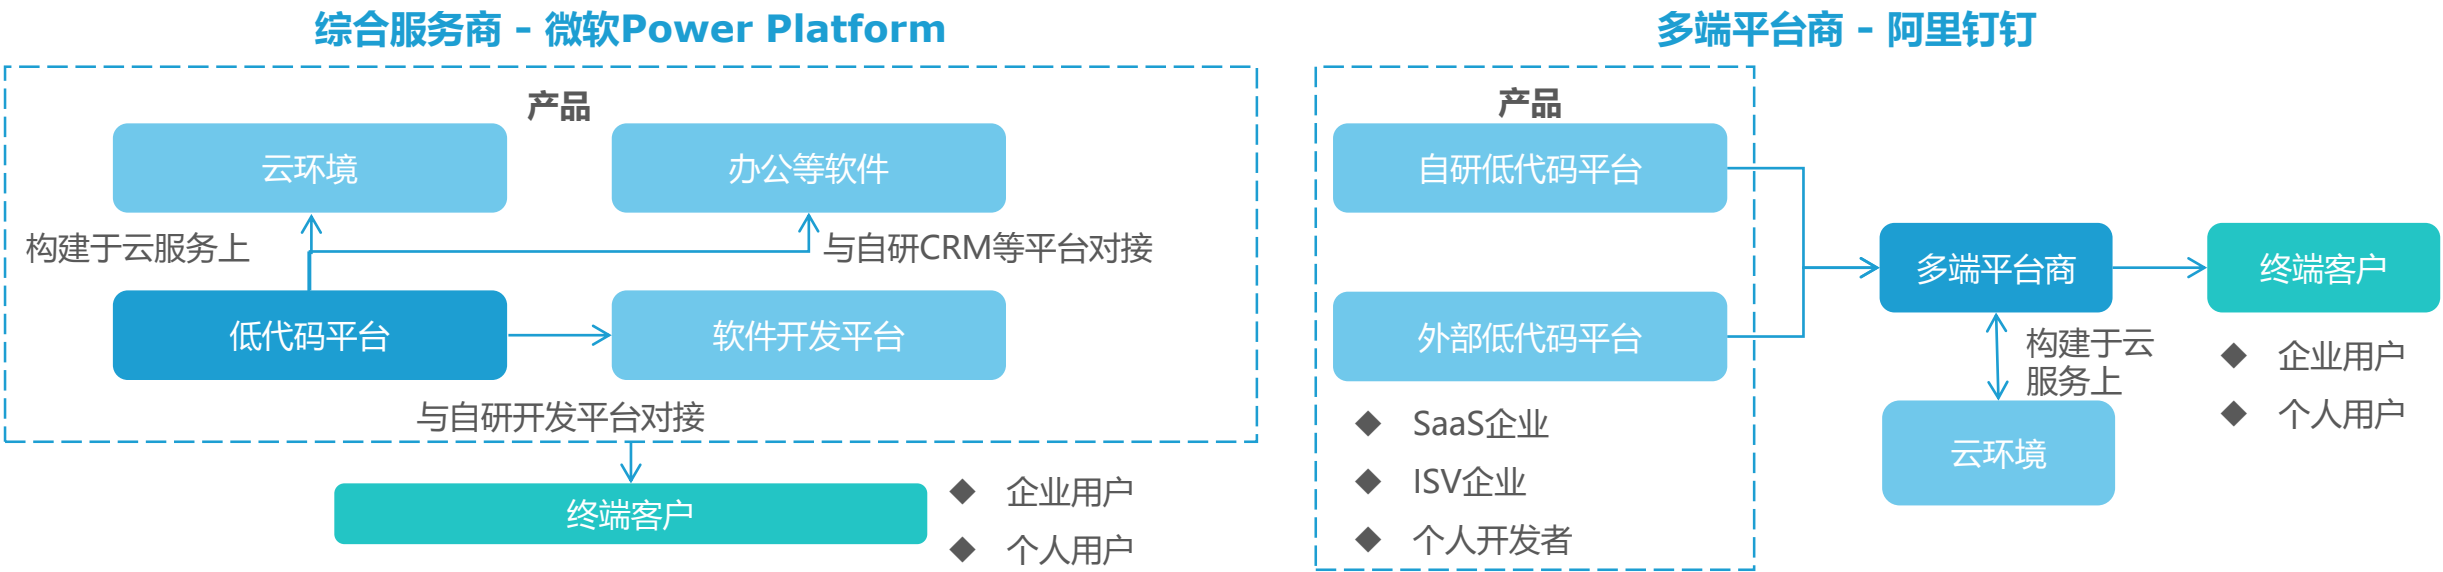 综合服务商 – 微软Power Platform
产品
云环境
办公等软件
构建于云服务上
与自研CRM等平台对接
低代码平台
软件开发平台
与自研开发平台对接
终端客户
◆ 企业用户
◆ 个人用户
多端平台商 – 阿里钉钉
产品
自研低代码平台
外部低代码平台
◆ SaaS企业
◆ ISV企业
◆ 个人开发者
多端平台商
构建于云
服务上
云环境
终端客户
◆ 企业用户
◆ 个人用户